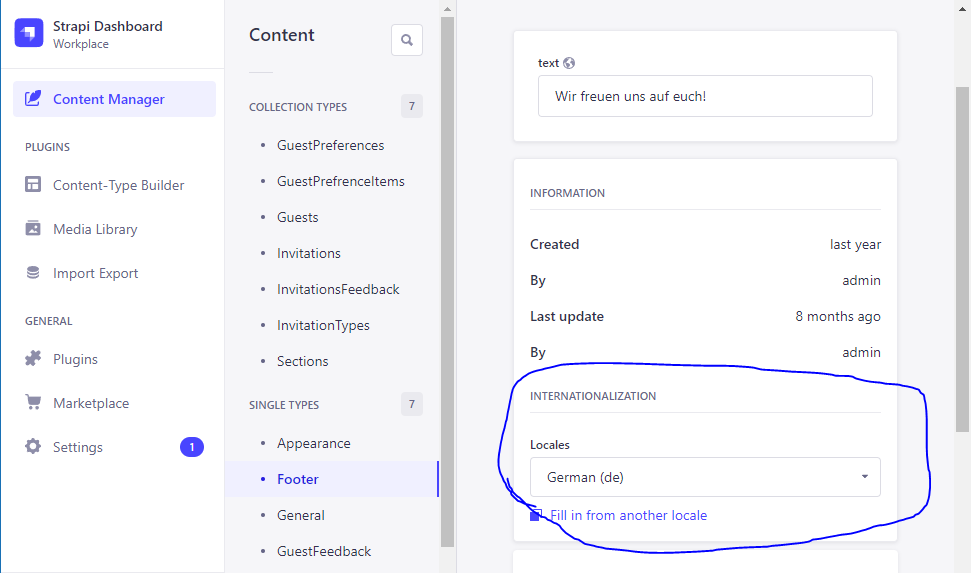 Strapi Dashboard
Workplace
Content Manager
PLUGINS
Content-Type Builder
Media Library
Import Export
GENERAL
Plugins
Marketplace
Settings 1
Content
COLLECTION TYPES 7
GuestPreferences
GuestPrefrenceItems
Guests
Invitations
InvitationsFeedback
InvitationTypes
Sections
SINGLE TYPES 7
Appearance
Footer
General
GuestFeedback
text
Wir freuen uns auf euch!
INFORMATION
Created last year
By admin
Last update 8 months ago
By admin
INTERNATIONALIZATION
Locales
German (de)
Fill in from another locale